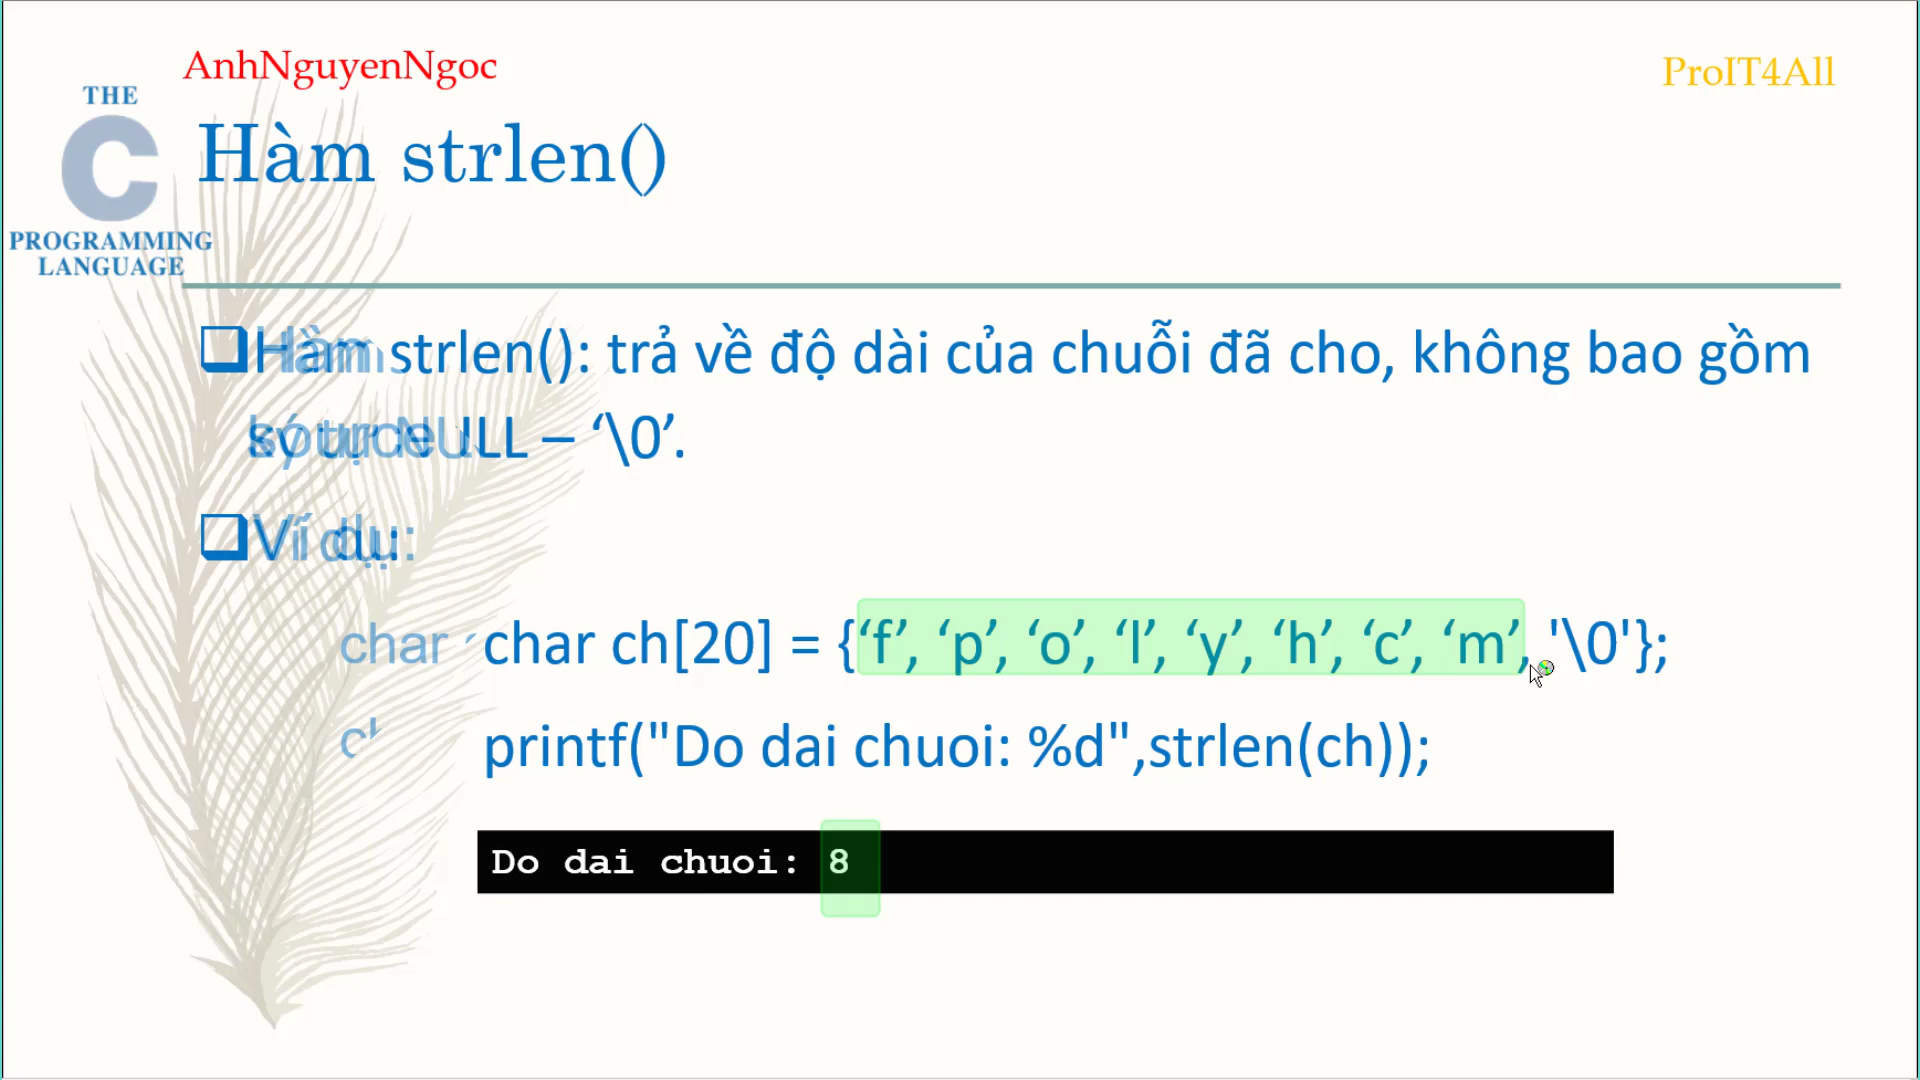 AnhNguyenNgoc
ProIT4All
THE
C
PROGRAMMING
LANGUAGE
Hàm strlen()
Hàm strlen(): trả về độ dài của chuỗi đã cho, không bao gồm
ký tự NULL – ‘\0’.
Ví dụ:
char ch[20] = {‘f’, ‘p’, ‘o’, ‘l’, ‘y’, ‘h’, ‘c’, ‘m’, '\0'};
printf("Do dai chuoi: %d",strlen(ch));
Do dai chuoi: 8